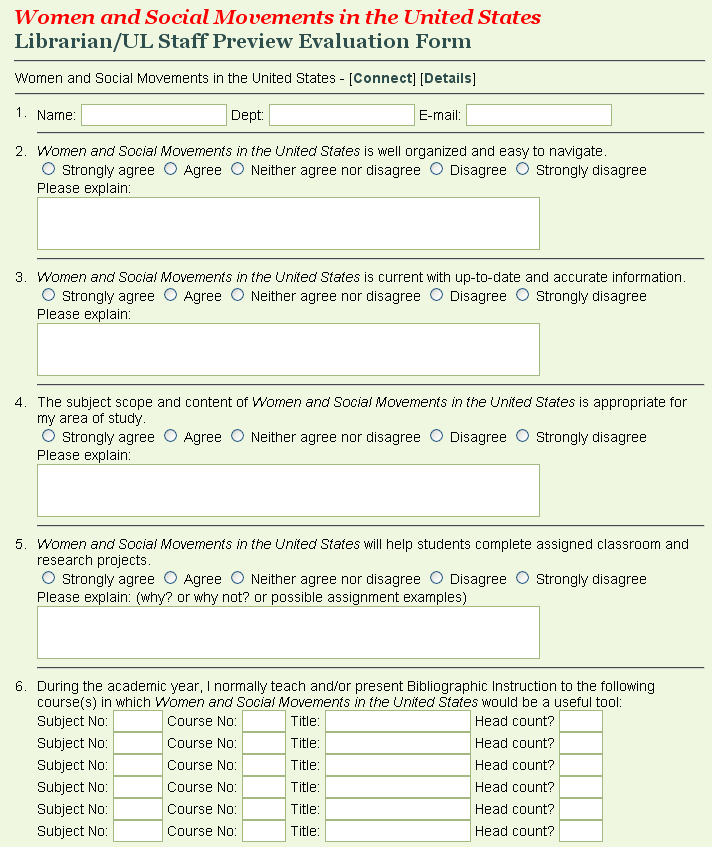 Women and Social Movements in the United States
Librarian/UL Staff Preview Evaluation Form
Women and Social Movements in the United States - [Connect] [Details]
1. Name: Dept: E-mail:
2. Women and Social Movements in the United States is well organized and easy to navigate.
Strongly agree Agree Neither agree nor disagree Disagree Strongly disagree
Please explain:
3. Women and Social Movements in the United States is current with up-to-date and accurate information.
Strongly agree Agree Neither agree nor disagree Disagree Strongly disagree
Please explain:
4. The subject scope and content of Women and Social Movements in the United States is appropriate for
my area of study.
Strongly agree Agree Neither agree nor disagree Disagree Strongly disagree
Please explain:
5. Women and Social Movements in the United States will help students complete assigned classroom and
research projects.
Strongly agree Agree Neither agree nor disagree Disagree Strongly disagree
Please explain: (why? or why not? or possible assignment examples)
6. During the academic year, I normally teach and/or present Bibliographic Instruction to the following
course(s) in which Women and Social Movements in the United States would be a useful tool:
Subject No: Course No: Title: Head count?
Subject No: Course No: Title: Head count?
Subject No: Course No: Title: Head count?
Subject No: Course No: Title: Head count?
Subject No: Course No: Title: Head count?
Subject No: Course No: Title: Head count?